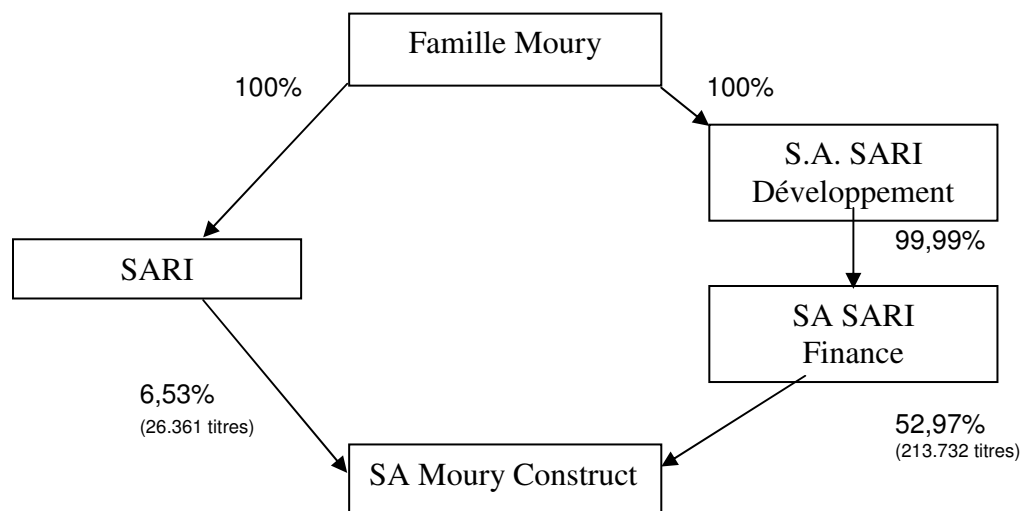 Famille Moury
100%
100%
S.A. SARI
Développement
99,99%
SARI
SA SARI
Finance
6,53%
(26.361 titres)
52,97%
(213.732 titres)
SA Moury Construct